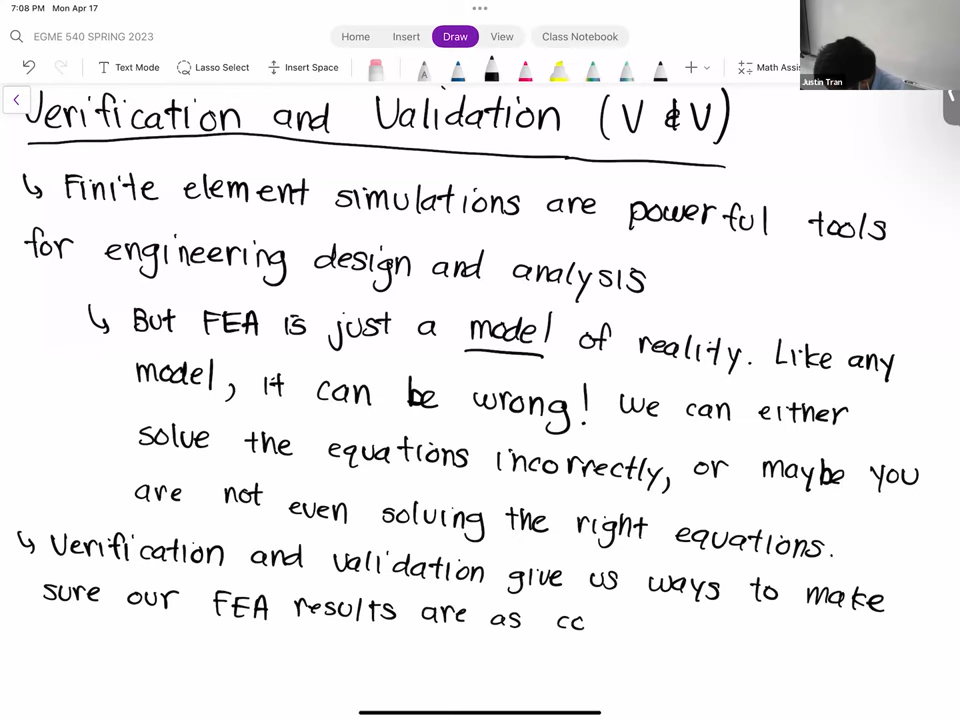 7:08 PM Mon Apr 17
EGME 540 SPRING 2023
Home Insert Draw View Class Notebook
Text Mode Lasso Select Insert Space Math Assis
Justin Tran
Verification and Validation (V & V)
↳ Finite element simulations are powerful tools
for engineering design and analysis
↳ But FEA is just a model of reality. Like any
model, it can be wrong! We can either
solve the equations incorrectly, or maybe you
are not even solving the right equations.
↳ Verification and validation give us ways to make
sure our FEA results are as co